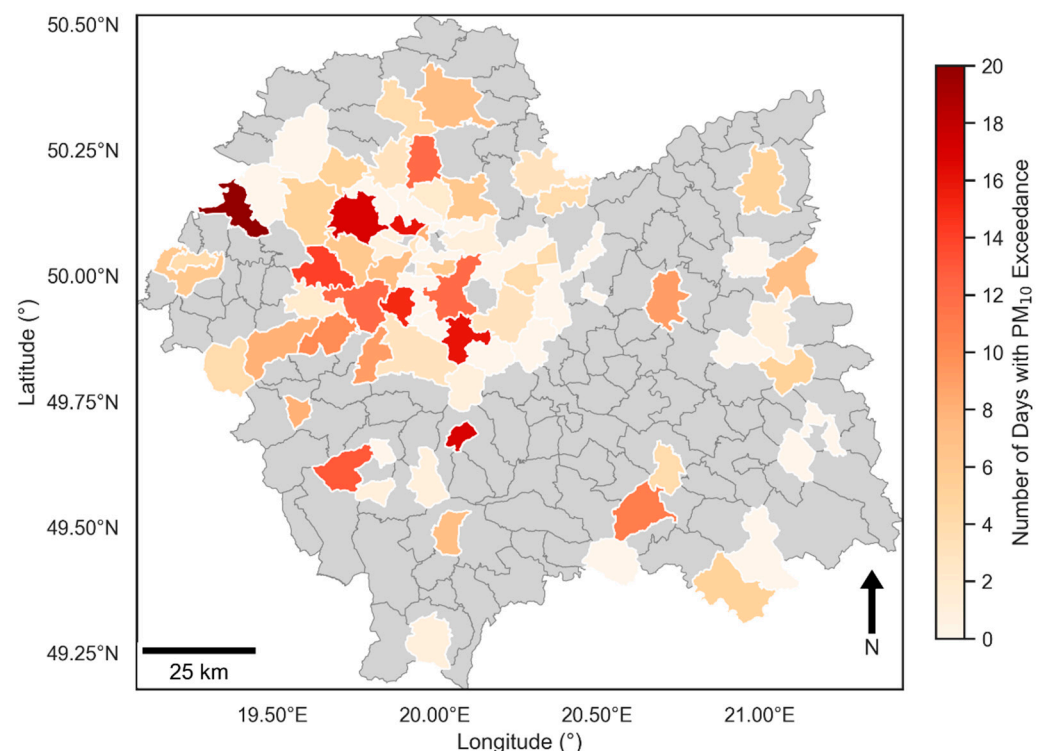 50.50°N
50.25°N
50.00°N
49.75°N
49.50°N
49.25°N
Latitude (°)
19.50°E 20.00°E 20.50°E 21.00°E
Longitude (°)
25 km
N
20
18
16
14
12
10
8
6
4
2
0
Number of Days with PM₁₀ Exceedance